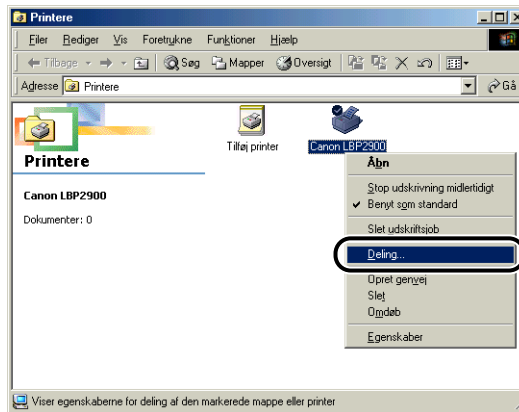 Printere
Filer Rediger Vis Foretrukne Funktioner Hjælp
Tilbage Søg Mapper Oversigt
Adresse Printere Gå
Printere
Canon LBP2900
Dokumenter: 0
Tilføj printer
Canon LBP2900
Åbn
Stop udskrivning midlertidigt
Benyt som standard
Slet udskriftsjob
Deling...
Opret genvej
Slet
Omdøb
Egenskaber
Viser egenskaberne for deling af den markerede mappe eller printer